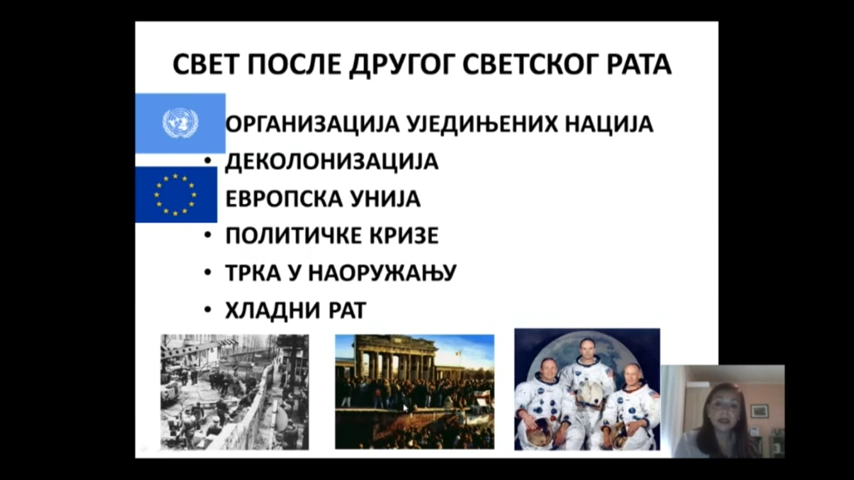 СВЕТ ПОСЛЕ ДРУГОГ СВЕТСКОГ РАТА
ОРГАНИЗАЦИЈА УЈЕДИЊЕНИХ НАЦИЈА
• ДЕКОЛОНИЗАЦИЈА
ЕВРОПСКА УНИЈА
• ПОЛИТИЧКЕ КРИЗЕ
• ТРКА У НАОРУЖАЊУ
• ХЛАДНИ РАТ